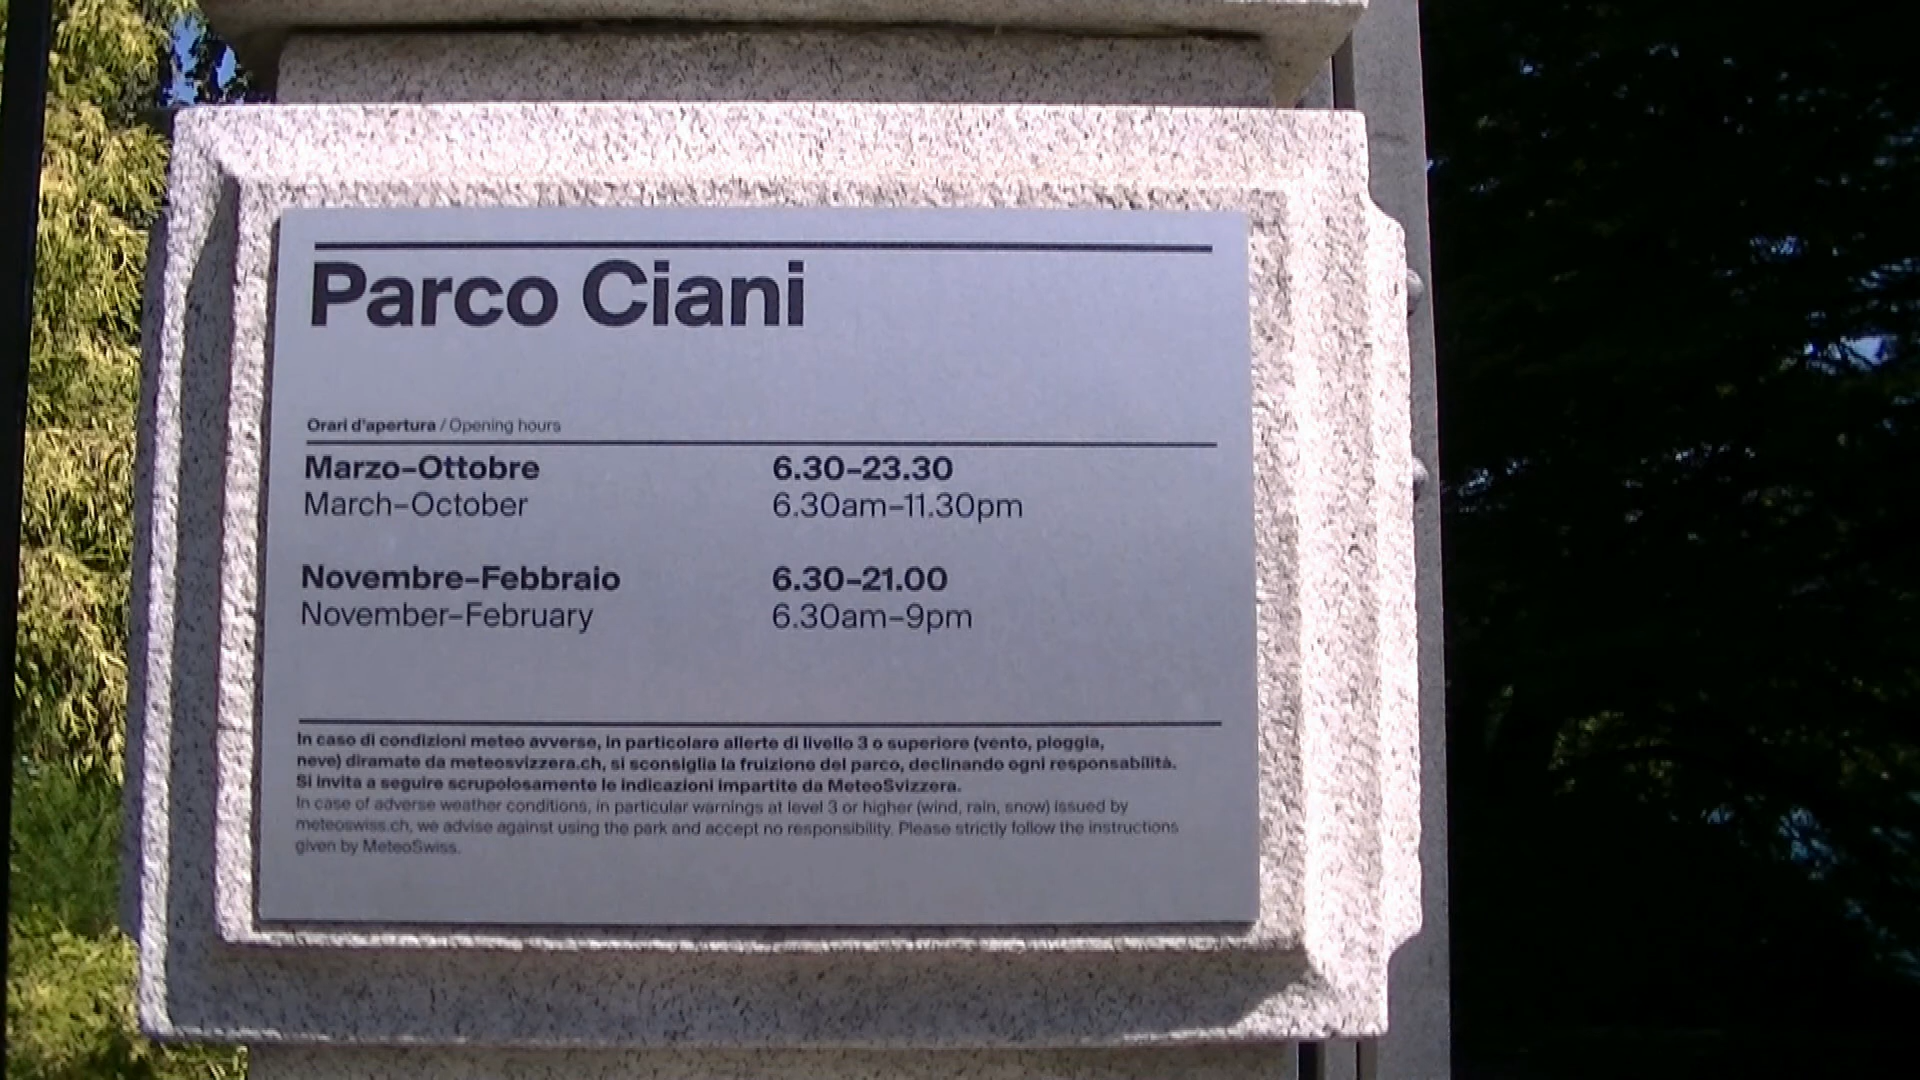 Parco Ciani
Orari d'apertura / Opening hours
Marzo–Ottobre 6.30–23.30
March–October 6.30am–11.30pm
Novembre–Febbraio 6.30–21.00
November–February 6.30am–9pm
In caso di condizioni meteo avverse, in particolare allerte di livello 3 o superiore (vento, pioggia,
neve) diramate da meteosvizzera.ch, si sconsiglia la fruizione del parco, declinando ogni responsabilità.
Si invita a seguire scrupolosamente le indicazioni impartite da MeteoSvizzera.
In case of adverse weather conditions, in particular warnings at level 3 or higher (wind, rain, snow) issued by
meteoswiss.ch, we advise against using the park and accept no responsibility. Please strictly follow the instructions
given by MeteoSwiss.